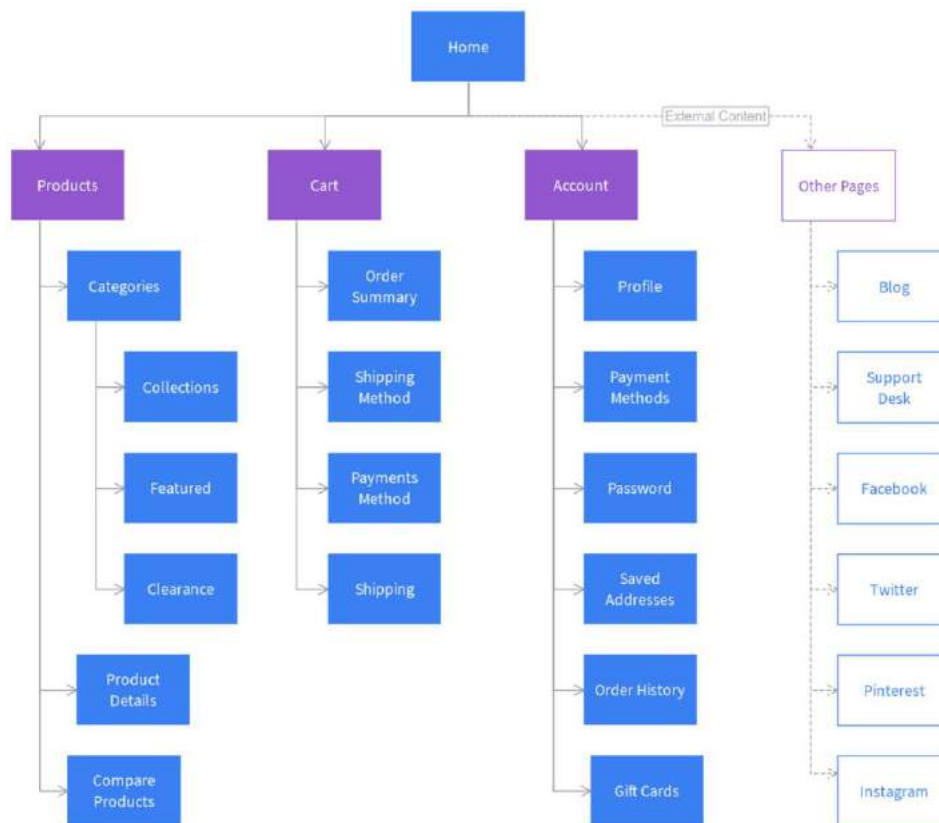 Home
External Content
Products
Cart
Account
Other Pages
Categories
Order
Summary
Profile
Blog
Collections
Shipping
Method
Payment
Methods
Support
Desk
Featured
Payments
Method
Password
Facebook
Clearance
Shipping
Saved
Addresses
Twitter
Product
Details
Order History
Pinterest
Compare
Products
Gift Cards
Instagram